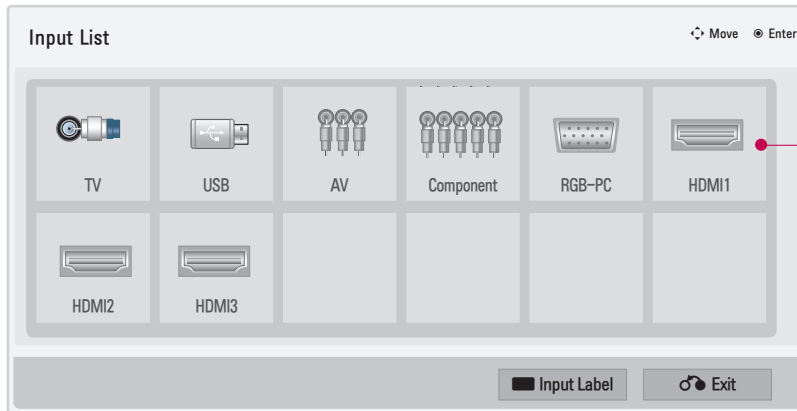 Input List
Move Enter
TV USB AV Component RGB-PC HDMI1
HDMI2 HDMI3
Input Label Exit